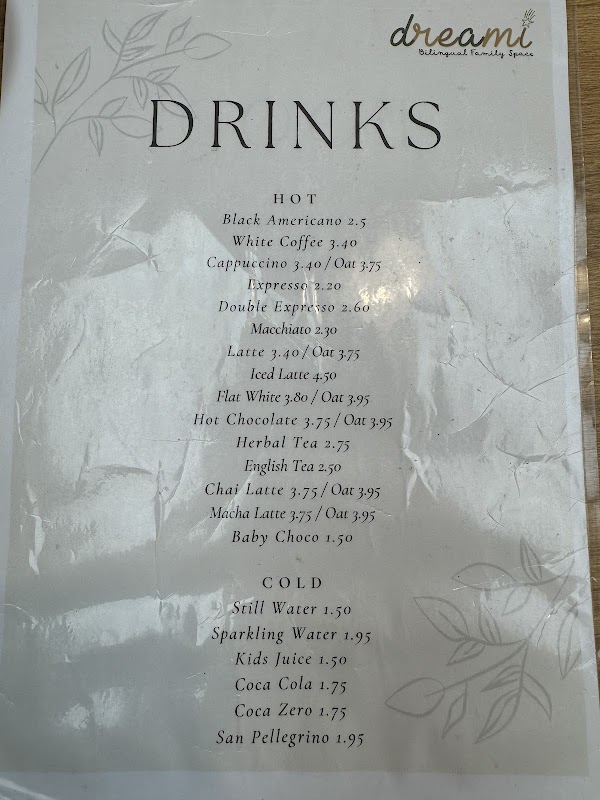 dreami
Bilingual Family Space
DRINKS
HOT
Black Americano 2.5
White Coffee 3.40
Cappuccino 3.40 / Oat 3.75
Expresso 2.20
Double Expresso 2.60
Macchiato 2.30
Latte 3.40 / Oat 3.75
Iced Latte 4.50
Flat White 3.80 / Oat 3.95
Hot Chocolate 3.75 / Oat 3.95
Herbal Tea 2.75
English Tea 2.50
Chai Latte 3.75 / Oat 3.95
Macha Latte 3.75 / Oat 3.95
Baby Choco 1.50
COLD
Still Water 1.50
Sparkling Water 1.95
Kids Juice 1.50
Coca Cola 1.75
Coca Zero 1.75
San Pellegrino 1.95